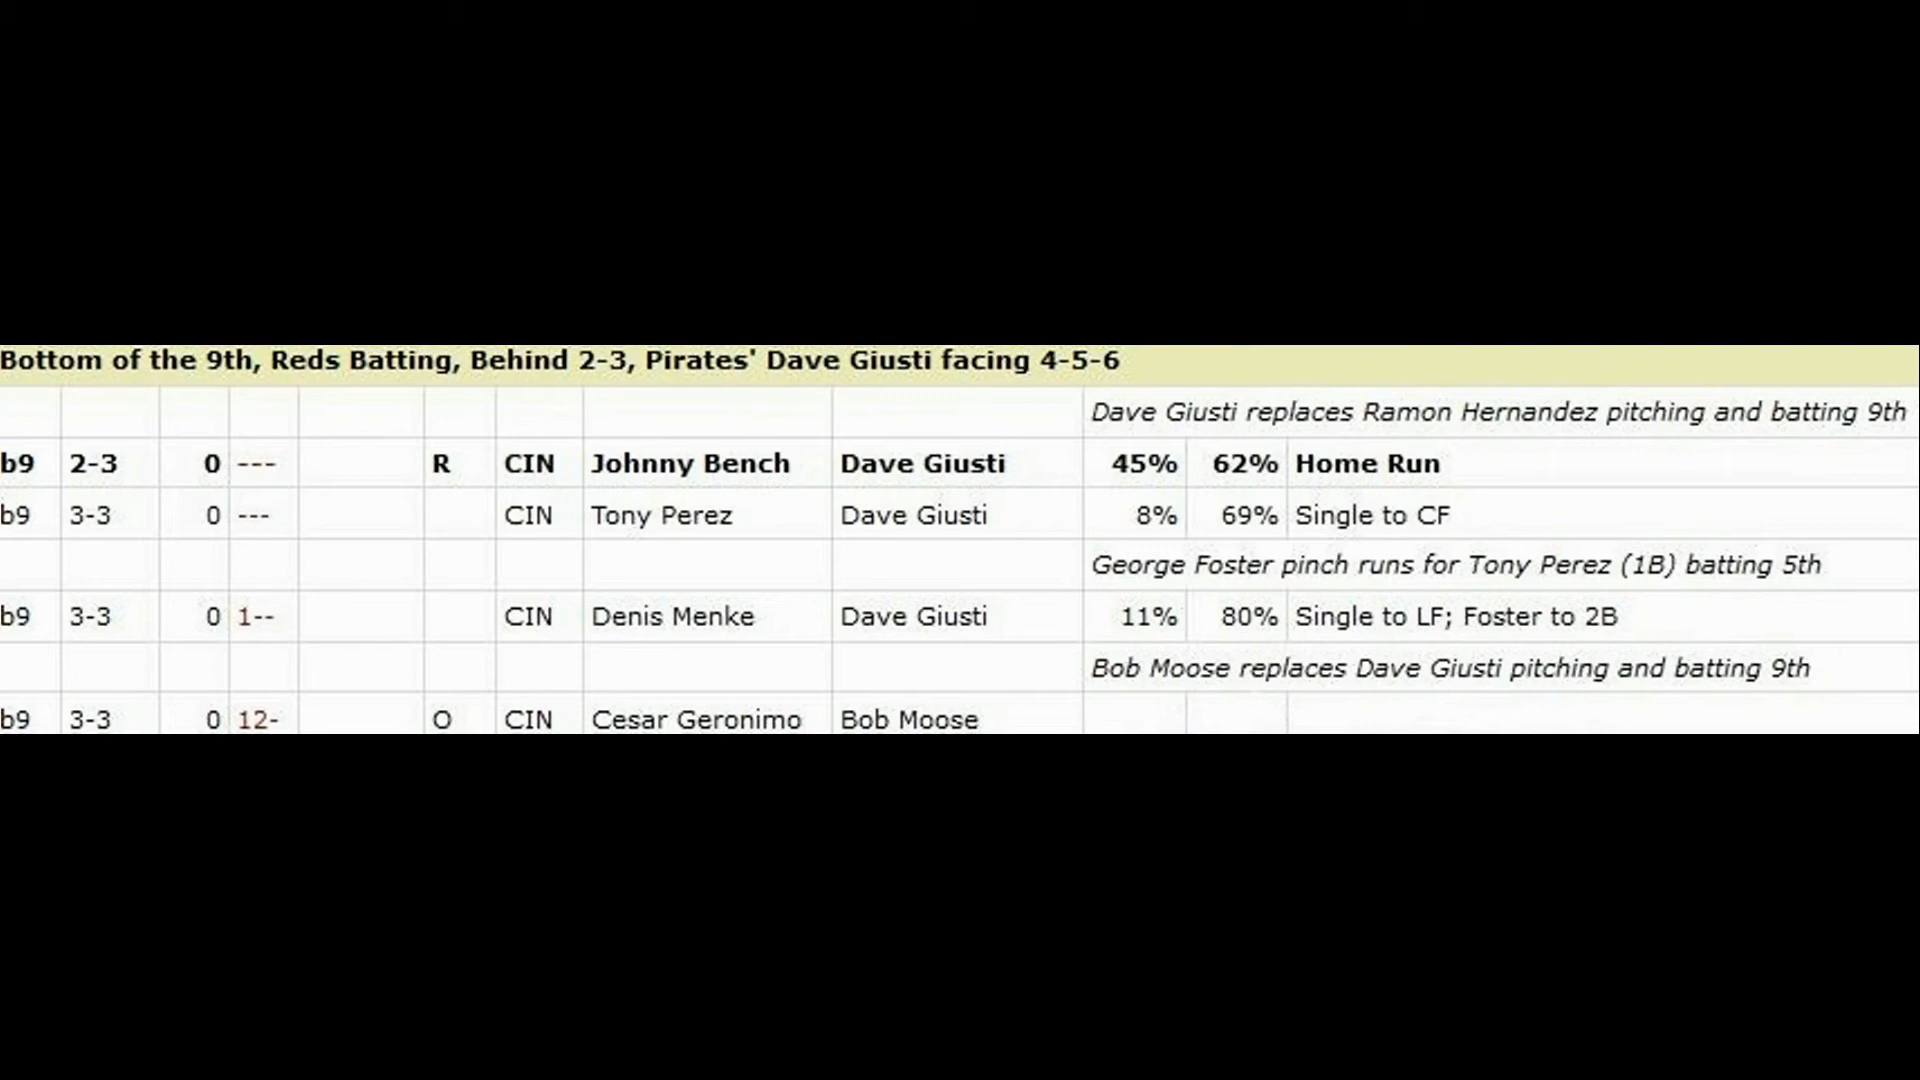 Bottom of the 9th, Reds Batting, Behind 2-3, Pirates' Dave Giusti facing 4-5-6
Dave Giusti replaces Ramon Hernandez pitching and batting 9th
b9 2-3 0 --- R CIN Johnny Bench Dave Giusti 45% 62% Home Run
b9 3-3 0 --- CIN Tony Perez Dave Giusti 8% 69% Single to CF
George Foster pinch runs for Tony Perez (1B) batting 5th
b9 3-3 0 1-- CIN Denis Menke Dave Giusti 11% 80% Single to LF; Foster to 2B
Bob Moose replaces Dave Giusti pitching and batting 9th
b9 3-3 0 12- O CIN Cesar Geronimo Bob Moose